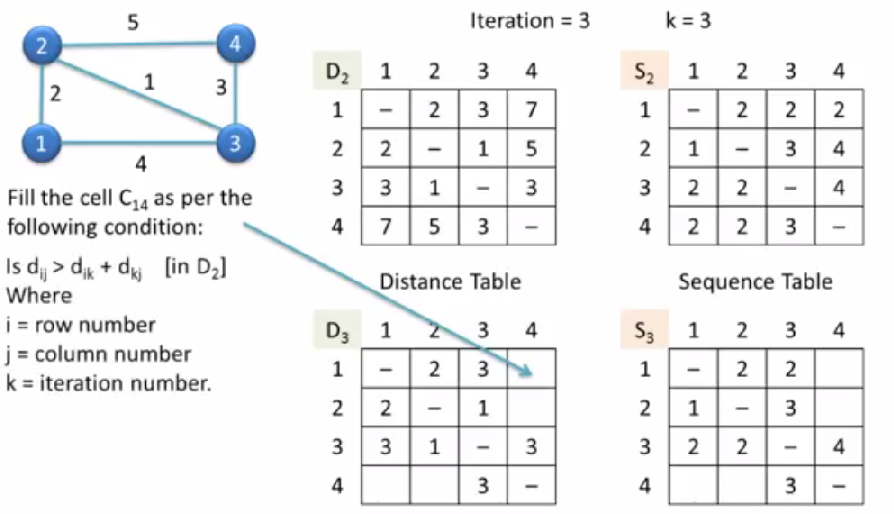 Iteration = 3 k = 3
5
2 4
2 1 3
1 3
4
D2 1 2 3 4
1 – 2 3 7
2 2 – 1 5
3 3 1 – 3
4 7 5 3 –
S2 1 2 3 4
1 – 2 2 2
2 1 – 3 4
3 2 2 – 4
4 2 2 3 –
Fill the cell C14 as per the
following condition:
Is dij > dik + dkj [in D2]
Where
i = row number
j = column number
k = iteration number.
Distance Table
Sequence Table
D3 1 2 3 4
1 – 2 3
2 2 – 1
3 3 1 – 3
4 3 –
S3 1 2 3 4
1 – 2 2
2 1 – 3
3 2 2 – 4
4 3 –